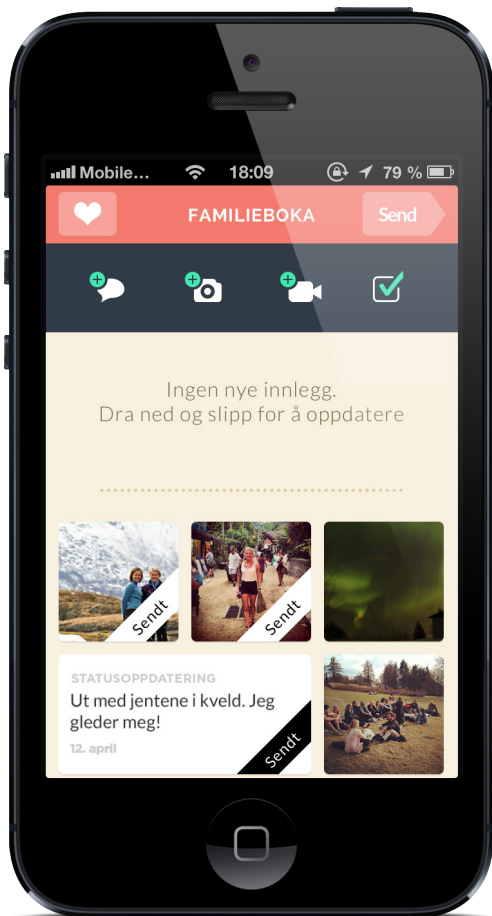 Mobile... 18:09 79 %
FAMILIEBOKA Send
Ingen nye innlegg.
Dra ned og slipp for å oppdatere
Sendt
Sendt
STATUSOPPDATERING
Ut med jentene i kveld. Jeg
gleder meg!
12. april
Sendt